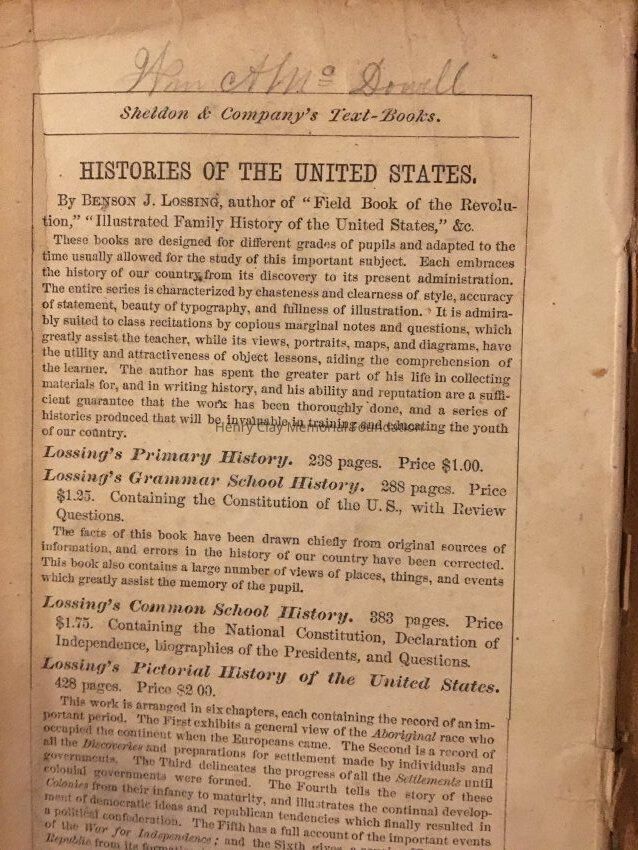 Wm A Mc Dowell
Sheldon & Company's Text-Books.
HISTORIES OF THE UNITED STATES.
By BENSON J. LOSSING, author of "Field Book of the Revolu-
tion," "Illustrated Family History of the United States," &c.
These books are designed for different grades of pupils and adapted to the
time usually allowed for the study of this important subject. Each embraces
the history of our country from its discovery to its present administration.
The entire series is characterized by chasteness and clearness of style, accuracy
of statement, beauty of typography, and fullness of illustration. It is admira-
bly suited to class recitations by copious marginal notes and questions, which
greatly assist the teacher, while its views, portraits, maps, and diagrams, have
the utility and attractiveness of object lessons, aiding the comprehension of
the learner. The author has spent the greater part of his life in collecting
materials for, and in writing history, and his ability and reputation are a suffi-
cient guarantee that the work has been thoroughly done, and a series of
histories produced that will be invaluable in training and educating the youth
Henry Clay Memorial Foundation
of our country.
Lossing's Primary History. 238 pages. Price $1.00.
Lossing's Grammar School History. 288 pages. Price
$1.25. Containing the Constitution of the U. S., with Review
Questions.
The facts of this book have been drawn chiefly from original sources of
information, and errors in the history of our country have been corrected.
This book also contains a large number of views of places, things, and events
which greatly assist the memory of the pupil.
Lossing's Common School History. 383 pages. Price
$1.75. Containing the National Constitution, Declaration of
Independence, biographies of the Presidents, and Questions.
Lossing's Pictorial History of the United States.
428 pages. Price $2 00.
This work is arranged in six chapters, each containing the record of an im-
portant period. The First exhibits a general view of the Aboriginal race who
occupied the continent when the Europeans came. The Second is a record of
all the Discoveries and preparations for settlement made by individuals and
governments. The Third delineates the progress of all the Settlements until
colonial governments were formed. The Fourth tells the story of these
Colonies from their infancy to maturity, and illustrates the continual develop-
ment of democratic ideas and republican tendencies which finally resulted in
a political confederation. The Fifth has a full account of the important events
of the War for Independence; and the Sixth gives a
Republic from its